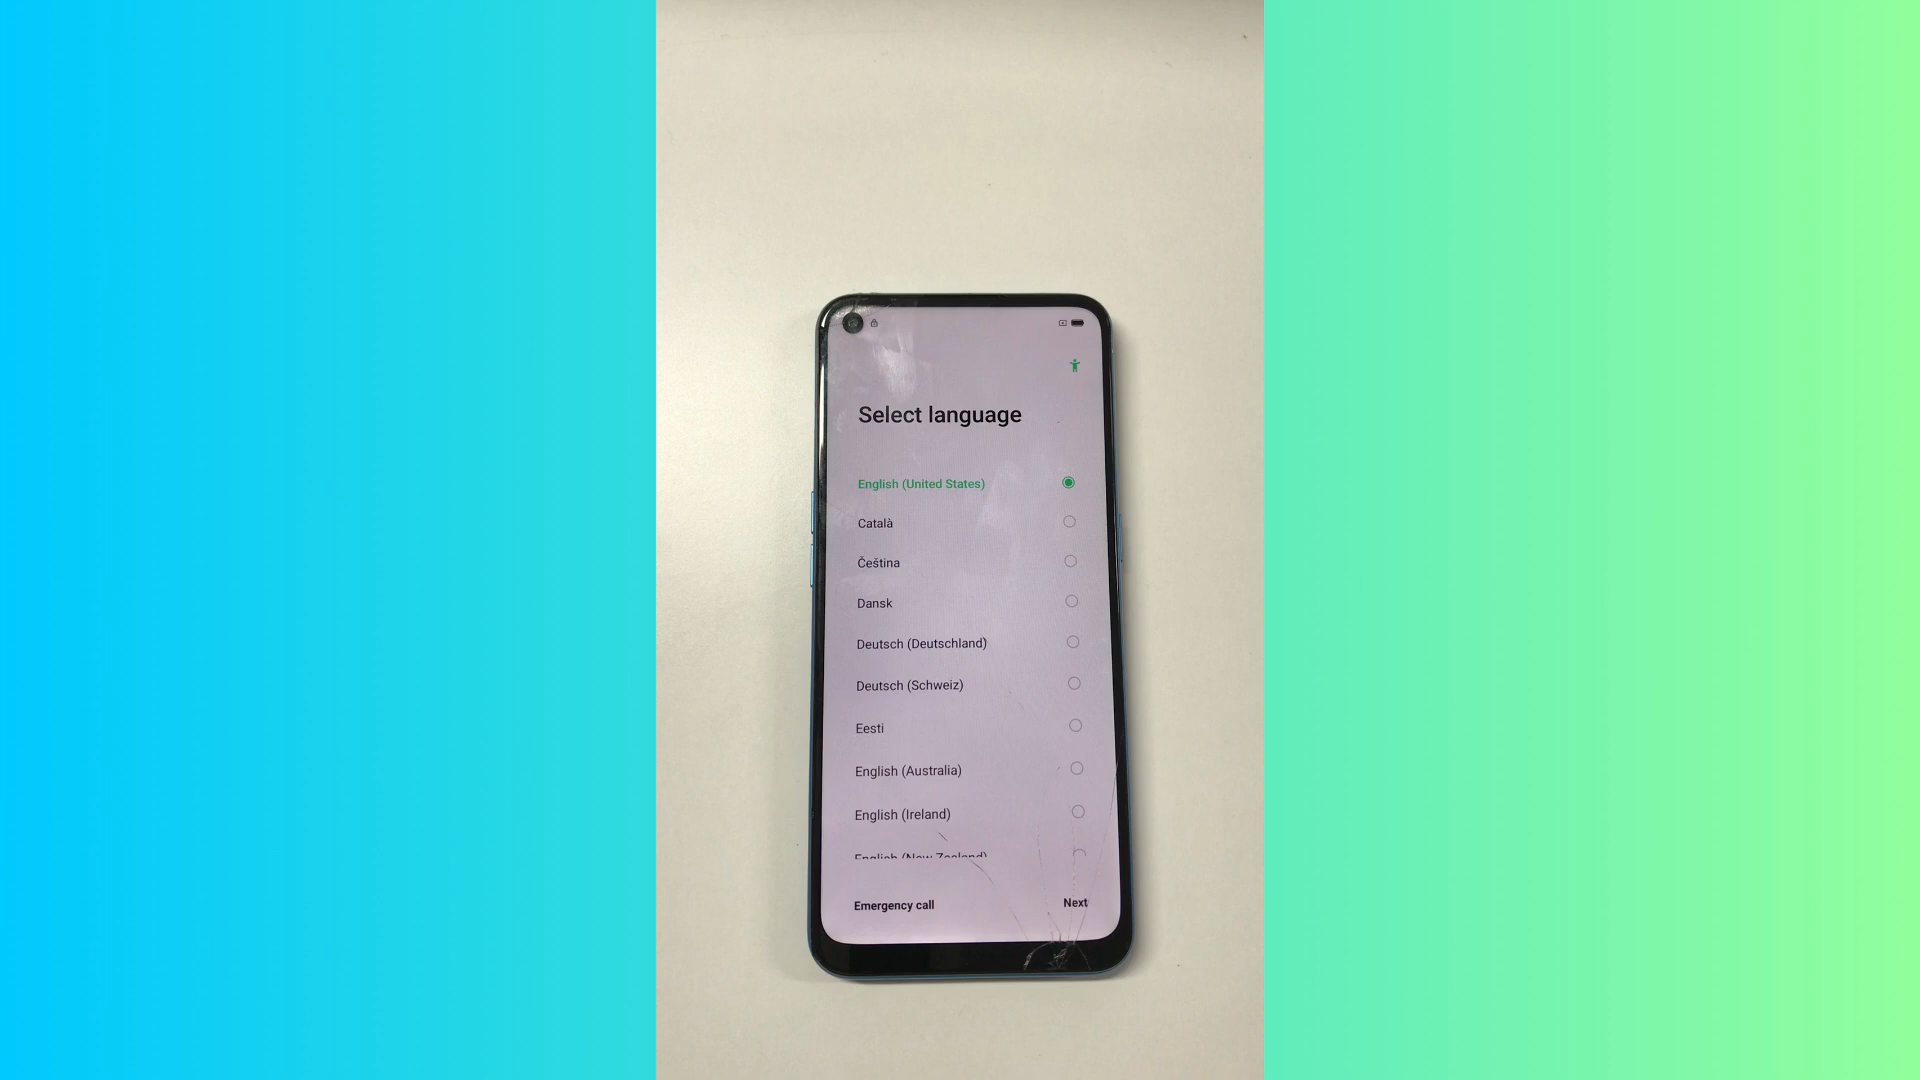 Select language
English (United States)
Català
Čeština
Dansk
Deutsch (Deutschland)
Deutsch (Schweiz)
Eesti
English (Australia)
English (Ireland)
English (New Zealand)
Emergency call
Next